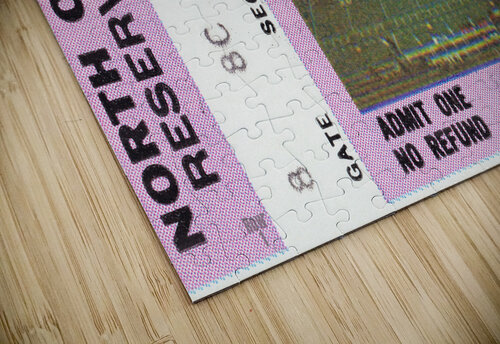 NORTH
RESERV
8C
SEC
8
GATE
ADMIT ONE
NO REFUND